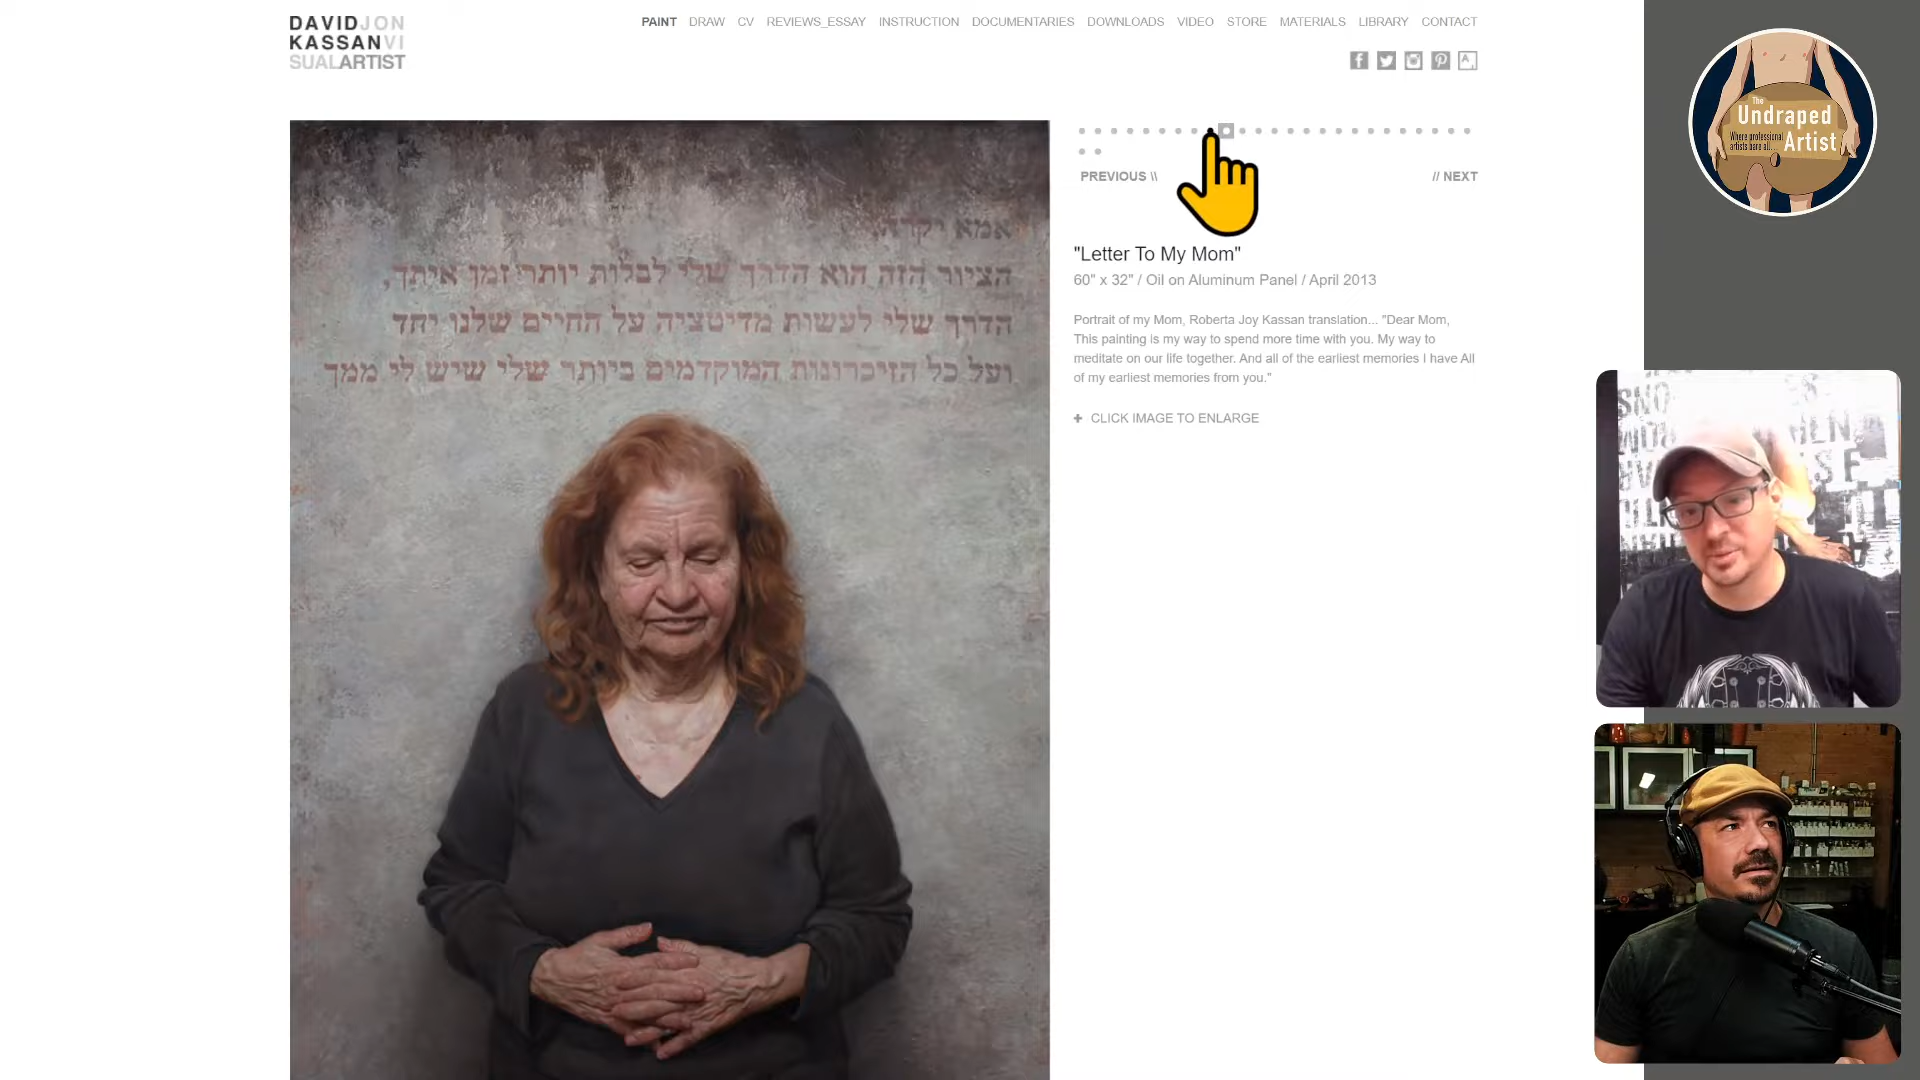 DAVIDJON
KASSANVI
SUALARTIST
PAINT DRAW CV REVIEWS_ESSAY INSTRUCTION DOCUMENTARIES DOWNLOADS VIDEO STORE MATERIALS LIBRARY CONTACT
PREVIOUS \\
// NEXT
"Letter To My Mom"
60" x 32" / Oil on Aluminum Panel / April 2013
Portrait of my Mom, Roberta Joy Kassan translation... "Dear Mom,
This painting is my way to spend more time with you. My way to
meditate on our life together. And all of the earliest memories I have All
of my earliest memories from you."
+ CLICK IMAGE TO ENLARGE
אמא יקרה,
הציור הזה הוא הדרך שלי לבלות יותר זמן איתך,
הדרך שלי לעשות מדיטציה על החיים שלנו יחד
ועל כל הזיכרונות המוקדמים ביותר שלי שיש לי ממך
The
Undraped
Where professional
artists bare all...
Artist